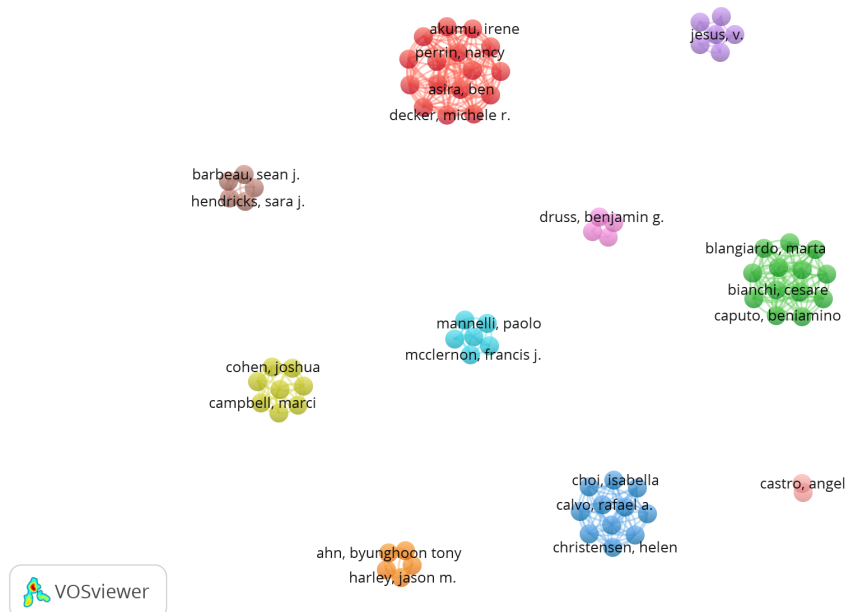 akumu, irene
jesus, v.
perrin, nancy
asira, ben
decker, michele r.
barbeau, sean j.
hendricks, sara j.
druss, benjamin g.
blangiardo, marta
bianchi, cesare
caputo, beniamino
mannelli, paolo
mcclernon, francis j.
cohen, joshua
campbell, marci
choi, isabella
castro, angel
calvo, rafael a.
christensen, helen
ahn, byunghoon tony
harley, jason m.
VOSviewer